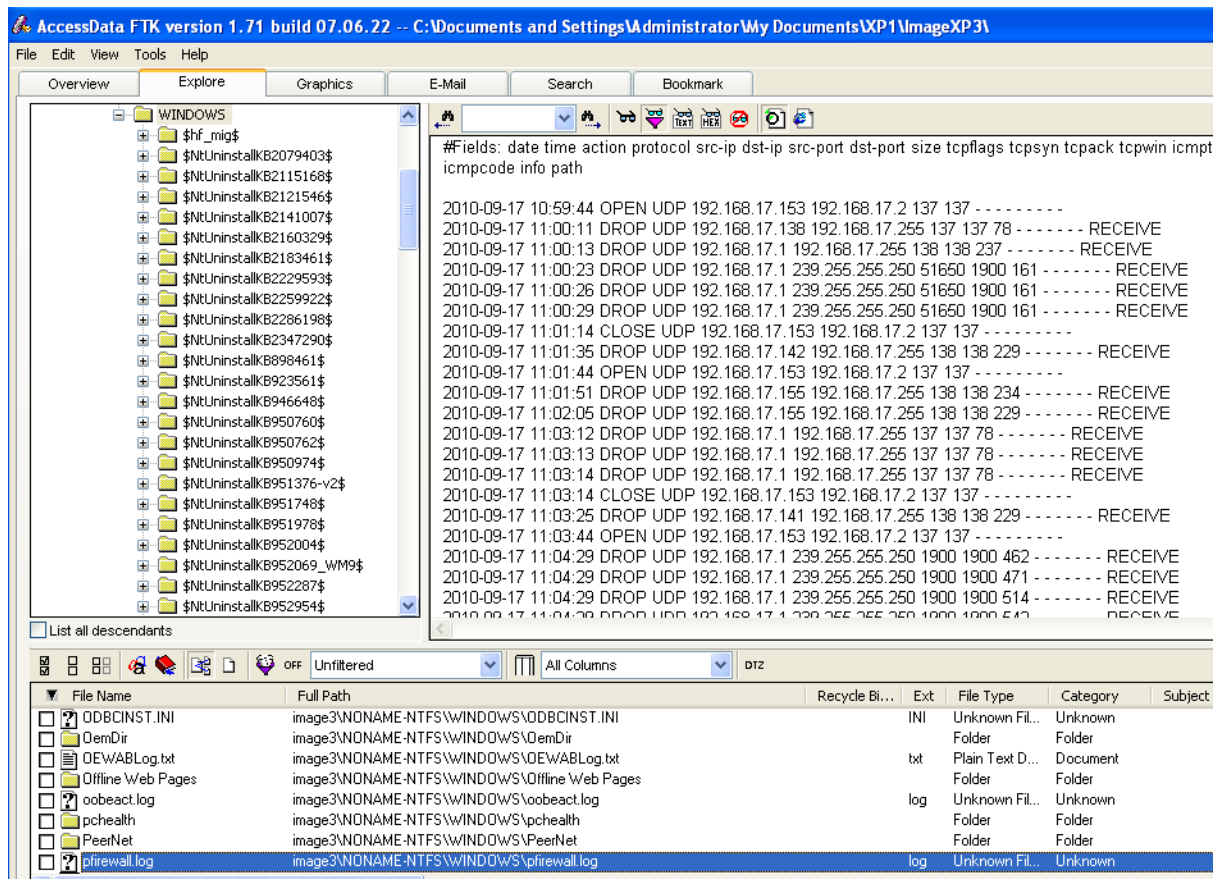 AccessData FTK version 1.71 build 07.06.22 -- C:\Documents and Settings\Administrator\My Documents\XP1\ImageXP3\
File Edit View Tools Help
Overview Explore Graphics E-Mail Search Bookmark
WINDOWS
$hf_mig$
$NtUninstallKB2079403$
$NtUninstallKB2115168$
$NtUninstallKB2121546$
$NtUninstallKB2141007$
$NtUninstallKB2160329$
$NtUninstallKB2183461$
$NtUninstallKB2229593$
$NtUninstallKB2259922$
$NtUninstallKB2286198$
$NtUninstallKB2347290$
$NtUninstallKB898461$
$NtUninstallKB923561$
$NtUninstallKB946648$
$NtUninstallKB950760$
$NtUninstallKB950762$
$NtUninstallKB950974$
$NtUninstallKB951376-v2$
$NtUninstallKB951748$
$NtUninstallKB951978$
$NtUninstallKB952004$
$NtUninstallKB952069_WM9$
$NtUninstallKB952287$
$NtUninstallKB952954$
List all descendants
TEXT HEX
#Fields: date time action protocol src-ip dst-ip src-port dst-port size tcpflags tcpsyn tcpack tcpwin icmpt
icmpcode info path
2010-09-17 10:59:44 OPEN UDP 192.168.17.153 192.168.17.2 137 137 - - - - - - - - -
2010-09-17 11:00:11 DROP UDP 192.168.17.138 192.168.17.255 137 137 78 - - - - - - - RECEIVE
2010-09-17 11:00:13 DROP UDP 192.168.17.1 192.168.17.255 138 138 237 - - - - - - - RECEIVE
2010-09-17 11:00:23 DROP UDP 192.168.17.1 239.255.255.250 51650 1900 161 - - - - - - - RECEIVE
2010-09-17 11:00:26 DROP UDP 192.168.17.1 239.255.255.250 51650 1900 161 - - - - - - - RECEIVE
2010-09-17 11:00:29 DROP UDP 192.168.17.1 239.255.255.250 51650 1900 161 - - - - - - - RECEIVE
2010-09-17 11:01:14 CLOSE UDP 192.168.17.153 192.168.17.2 137 137 - - - - - - - - -
2010-09-17 11:01:35 DROP UDP 192.168.17.142 192.168.17.255 138 138 229 - - - - - - - RECEIVE
2010-09-17 11:01:44 OPEN UDP 192.168.17.153 192.168.17.2 137 137 - - - - - - - - -
2010-09-17 11:01:51 DROP UDP 192.168.17.155 192.168.17.255 138 138 234 - - - - - - - RECEIVE
2010-09-17 11:02:05 DROP UDP 192.168.17.155 192.168.17.255 138 138 229 - - - - - - - RECEIVE
2010-09-17 11:03:12 DROP UDP 192.168.17.1 192.168.17.255 137 137 78 - - - - - - - RECEIVE
2010-09-17 11:03:13 DROP UDP 192.168.17.1 192.168.17.255 137 137 78 - - - - - - - RECEIVE
2010-09-17 11:03:14 DROP UDP 192.168.17.1 192.168.17.255 137 137 78 - - - - - - - RECEIVE
2010-09-17 11:03:14 CLOSE UDP 192.168.17.153 192.168.17.2 137 137 - - - - - - - - -
2010-09-17 11:03:25 DROP UDP 192.168.17.141 192.168.17.255 138 138 229 - - - - - - - RECEIVE
2010-09-17 11:03:44 OPEN UDP 192.168.17.153 192.168.17.2 137 137 - - - - - - - - -
2010-09-17 11:04:29 DROP UDP 192.168.17.1 239.255.255.250 1900 1900 462 - - - - - - - RECEIVE
2010-09-17 11:04:29 DROP UDP 192.168.17.1 239.255.255.250 1900 1900 471 - - - - - - - RECEIVE
2010-09-17 11:04:29 DROP UDP 192.168.17.1 239.255.255.250 1900 1900 514 - - - - - - - RECEIVE
OFF Unfiltered All Columns DTZ
File Name Full Path Recycle Bi... Ext File Type Category Subject
ODBCINST.INI image3\NONAME-NTFS\WINDOWS\ODBCINST.INI INI Unknown Fil... Unknown
OemDir image3\NONAME-NTFS\WINDOWS\OemDir Folder Folder
OEWABLog.txt image3\NONAME-NTFS\WINDOWS\OEWABLog.txt txt Plain Text D... Document
Offline Web Pages image3\NONAME-NTFS\WINDOWS\Offline Web Pages Folder Folder
oobeact.log image3\NONAME-NTFS\WINDOWS\oobeact.log log Unknown Fil... Unknown
pchealth image3\NONAME-NTFS\WINDOWS\pchealth Folder Folder
PeerNet image3\NONAME-NTFS\WINDOWS\PeerNet Folder Folder
pfirewall.log image3\NONAME-NTFS\WINDOWS\pfirewall.log log Unknown Fil... Unknown